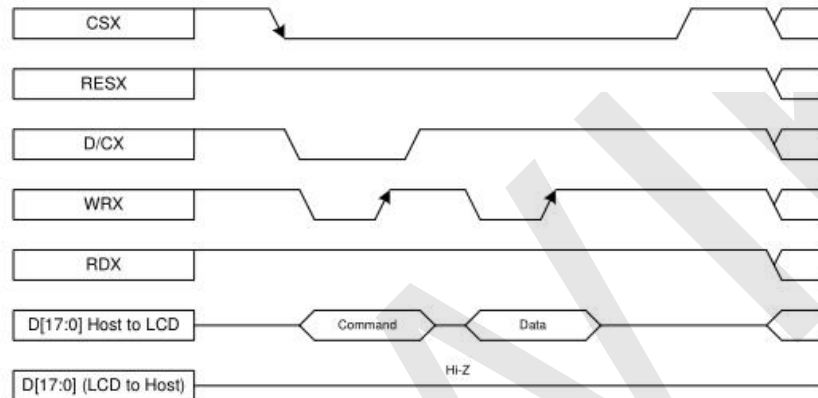 CSX
RESX
D/CX
WRX
RDX
D[17:0] Host to LCD
Command
Data
Hi-Z
D[17:0] (LCD to Host)